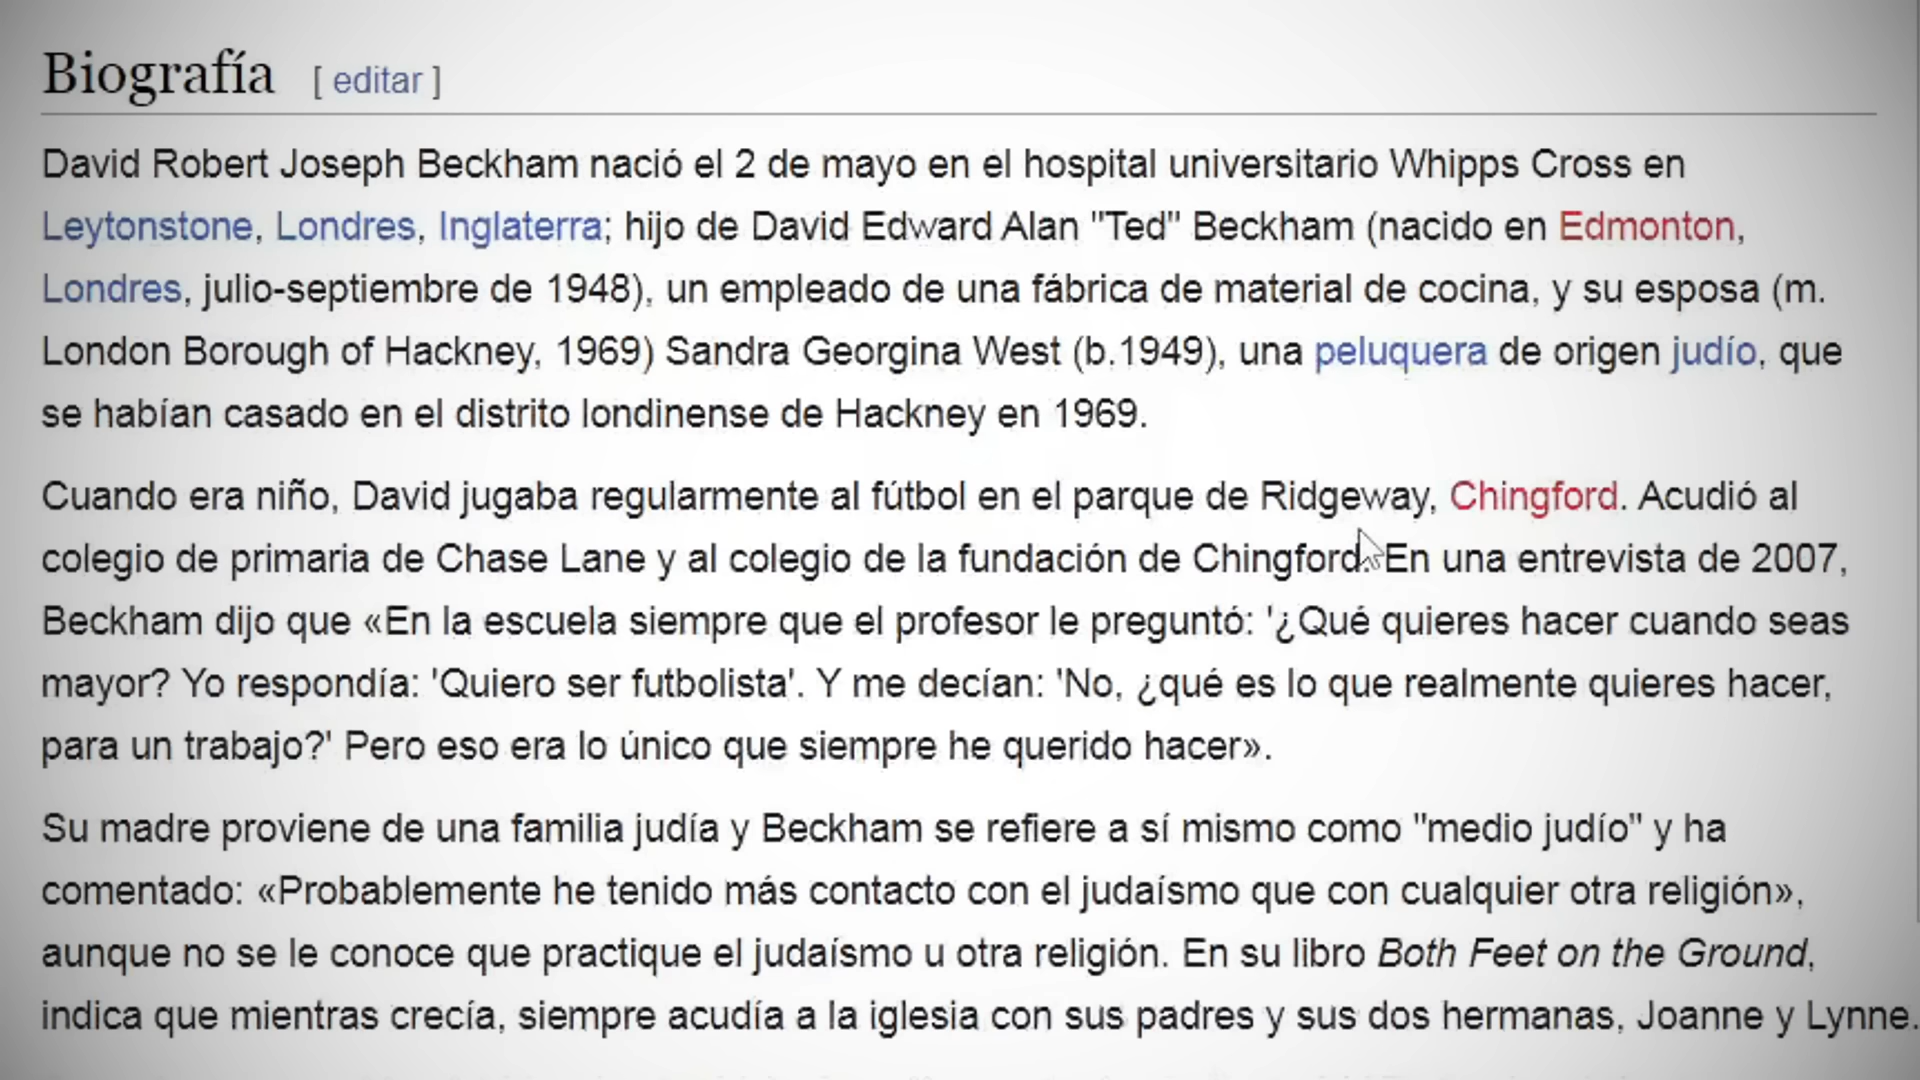 Biografía [ editar ]
David Robert Joseph Beckham nació el 2 de mayo en el hospital universitario Whipps Cross en
Leytonstone, Londres, Inglaterra; hijo de David Edward Alan "Ted" Beckham (nacido en Edmonton,
Londres, julio-septiembre de 1948), un empleado de una fábrica de material de cocina, y su esposa (m.
London Borough of Hackney, 1969) Sandra Georgina West (b.1949), una peluquera de origen judío, que
se habían casado en el distrito londinense de Hackney en 1969.
Cuando era niño, David jugaba regularmente al fútbol en el parque de Ridgeway, Chingford. Acudió al
colegio de primaria de Chase Lane y al colegio de la fundación de Chingford. En una entrevista de 2007,
Beckham dijo que «En la escuela siempre que el profesor le preguntó: '¿Qué quieres hacer cuando seas
mayor? Yo respondía: 'Quiero ser futbolista'. Y me decían: 'No, ¿qué es lo que realmente quieres hacer,
para un trabajo?' Pero eso era lo único que siempre he querido hacer».
Su madre proviene de una familia judía y Beckham se refiere a sí mismo como "medio judío" y ha
comentado: «Probablemente he tenido más contacto con el judaísmo que con cualquier otra religión»,
aunque no se le conoce que practique el judaísmo u otra religión. En su libro Both Feet on the Ground,
indica que mientras crecía, siempre acudía a la iglesia con sus padres y sus dos hermanas, Joanne y Lynne.